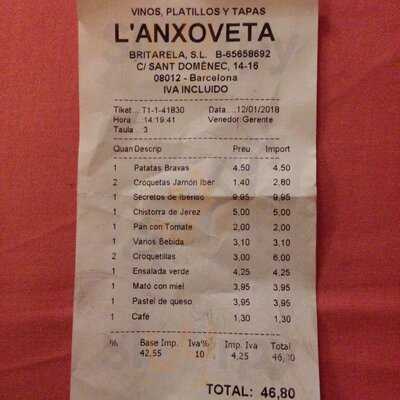 VINOS, PLATILLOS Y TAPAS
L'ANXOVETA
BRITARELA, S.L. B-65658692
C/ SANT DOMÈNEC, 14-16
08012 - Barcelona
IVA INCLUIDO
Tiket ... T1-1-41830 Data ...:12/01/2018
Hora ...:14:19:41 Venedor:Gerente
Taula ..: 3
Quan Descrip Preu Import
1 Patatas Bravas 4,50 4,50
2 Croquetas Jamón Iber 1,40 2,80
1 Secretos de Ibérico 9,95 9,95
1 Chistorra de Jerez 5,00 5,00
1 Pan con Tomate 2,00 2,00
1 Varios Bebida 3,10 3,10
2 Croquetillas 3,00 6,00
1 Ensalada verde 4,25 4,25
1 Mató con miel 3,95 3,95
1 Pastel de queso 3,95 3,95
1 Café 1,30 1,30
% Base Imp. Iva% Imp. Iva Total
42,55 10 4,25 46,80
TOTAL: 46,80